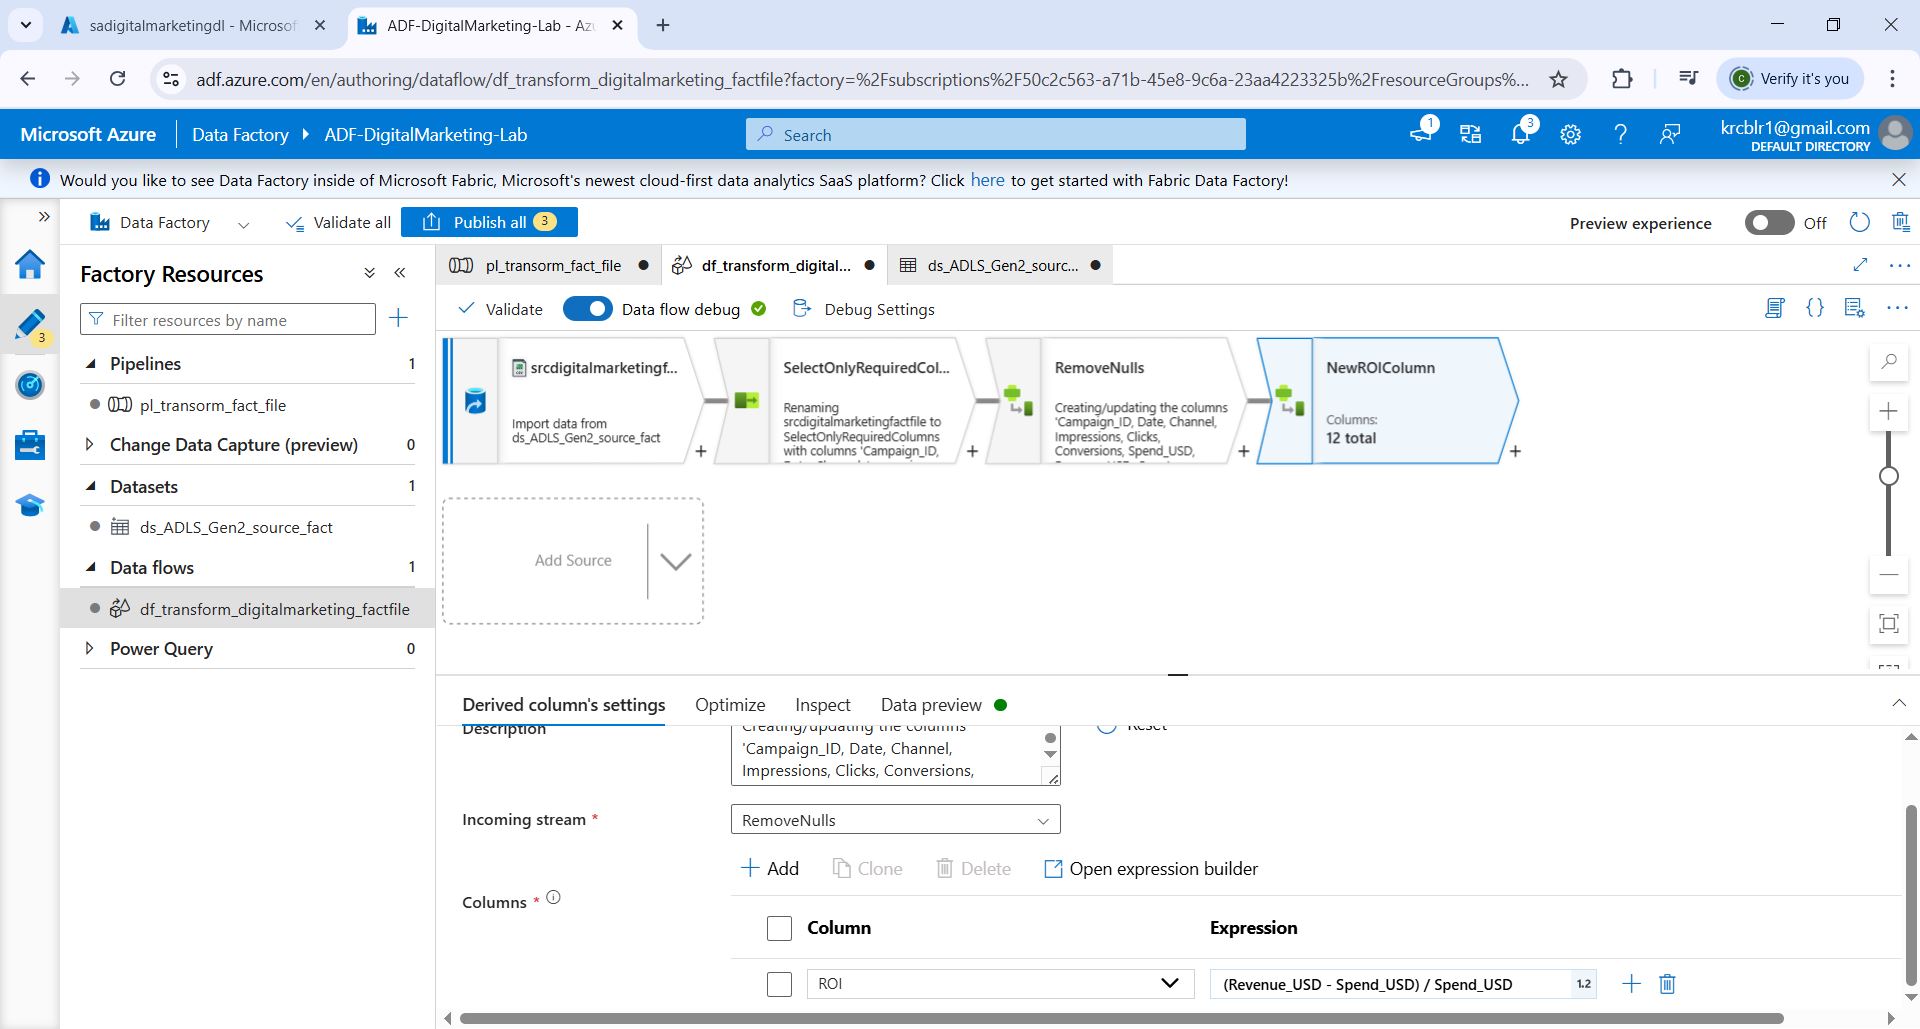 sadigitalmarketingdl - Microsof
ADF-DigitalMarketing-Lab - Azu
adf.azure.com/en/authoring/dataflow/df_transform_digitalmarketing_factfile?factory=%2Fsubscriptions%2F50c2c563-a71b-45e8-9c6a-23aa4223325b%2FresourceGroups%...
Verify it's you
Microsoft Azure
Data Factory
ADF-DigitalMarketing-Lab
Search
1
3
krcblr1@gmail.com
DEFAULT DIRECTORY
Would you like to see Data Factory inside of Microsoft Fabric, Microsoft's newest cloud-first data analytics SaaS platform? Click here to get started with Fabric Data Factory!
Data Factory
Validate all
Publish all 3
Preview experience
Off
3
Factory Resources
Filter resources by name
Pipelines 1
pl_transorm_fact_file
Change Data Capture (preview) 0
Datasets 1
ds_ADLS_Gen2_source_fact
Data flows 1
df_transform_digitalmarketing_factfile
Power Query 0
pl_transorm_fact_file
df_transform_digital...
ds_ADLS_Gen2_sourc...
Validate
Data flow debug
Debug Settings
srcdigitalmarketingf...
Import data from
ds_ADLS_Gen2_source_fact
SelectOnlyRequiredCol...
Renaming
srcdigitalmarketingfactfile to
SelectOnlyRequiredColumns
with columns 'Campaign_ID,
RemoveNulls
Creating/updating the columns
'Campaign_ID, Date, Channel,
Impressions, Clicks,
Conversions, Spend_USD,
NewROIColumn
Columns:
12 total
Add Source
Derived column's settings
Optimize
Inspect
Data preview
Description
Creating/updating the columns
'Campaign_ID, Date, Channel,
Impressions, Clicks, Conversions,
Reset
Incoming stream *
RemoveNulls
Add
Clone
Delete
Open expression builder
Columns *
Column
Expression
ROI
(Revenue_USD - Spend_USD) / Spend_USD
1.2